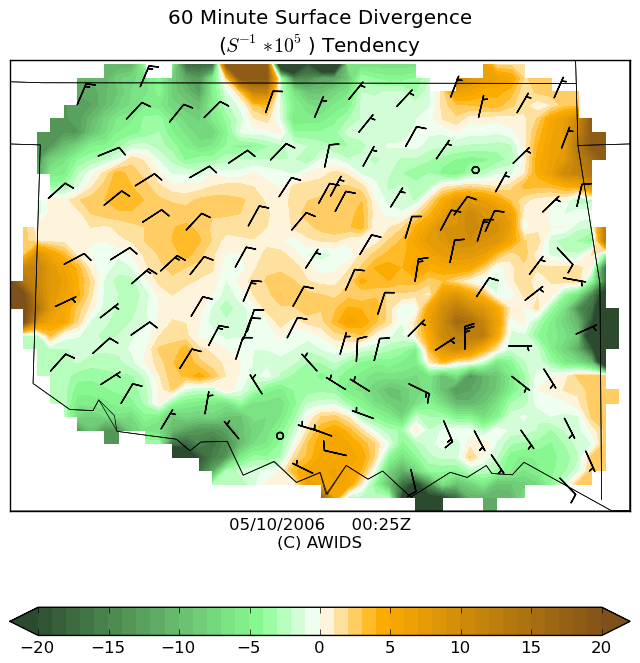 60 Minute Surface Divergence
(S⁻¹ *10⁵ ) Tendency
05/10/2006 00:25Z
(C) AWIDS
−20 −15 −10 −5 0 5 10 15 20